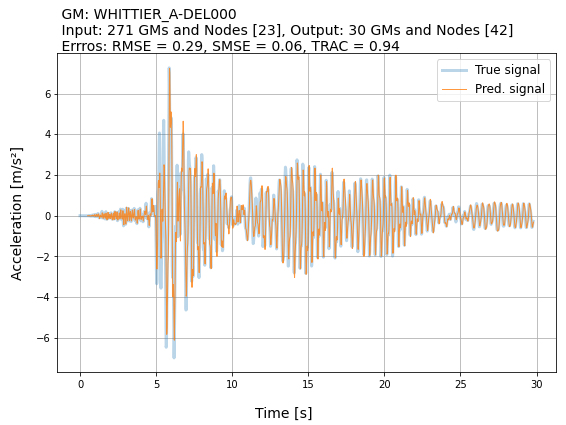 GM: WHITTIER_A-DEL000
Input: 271 GMs and Nodes [23], Output: 30 GMs and Nodes [42]
Errros: RMSE = 0.29, SMSE = 0.06, TRAC = 0.94
True signal
Pred. signal
Acceleration [m/s²]
6
4
2
0
−2
−4
−6
0
5
10
15
20
25
30
Time [s]